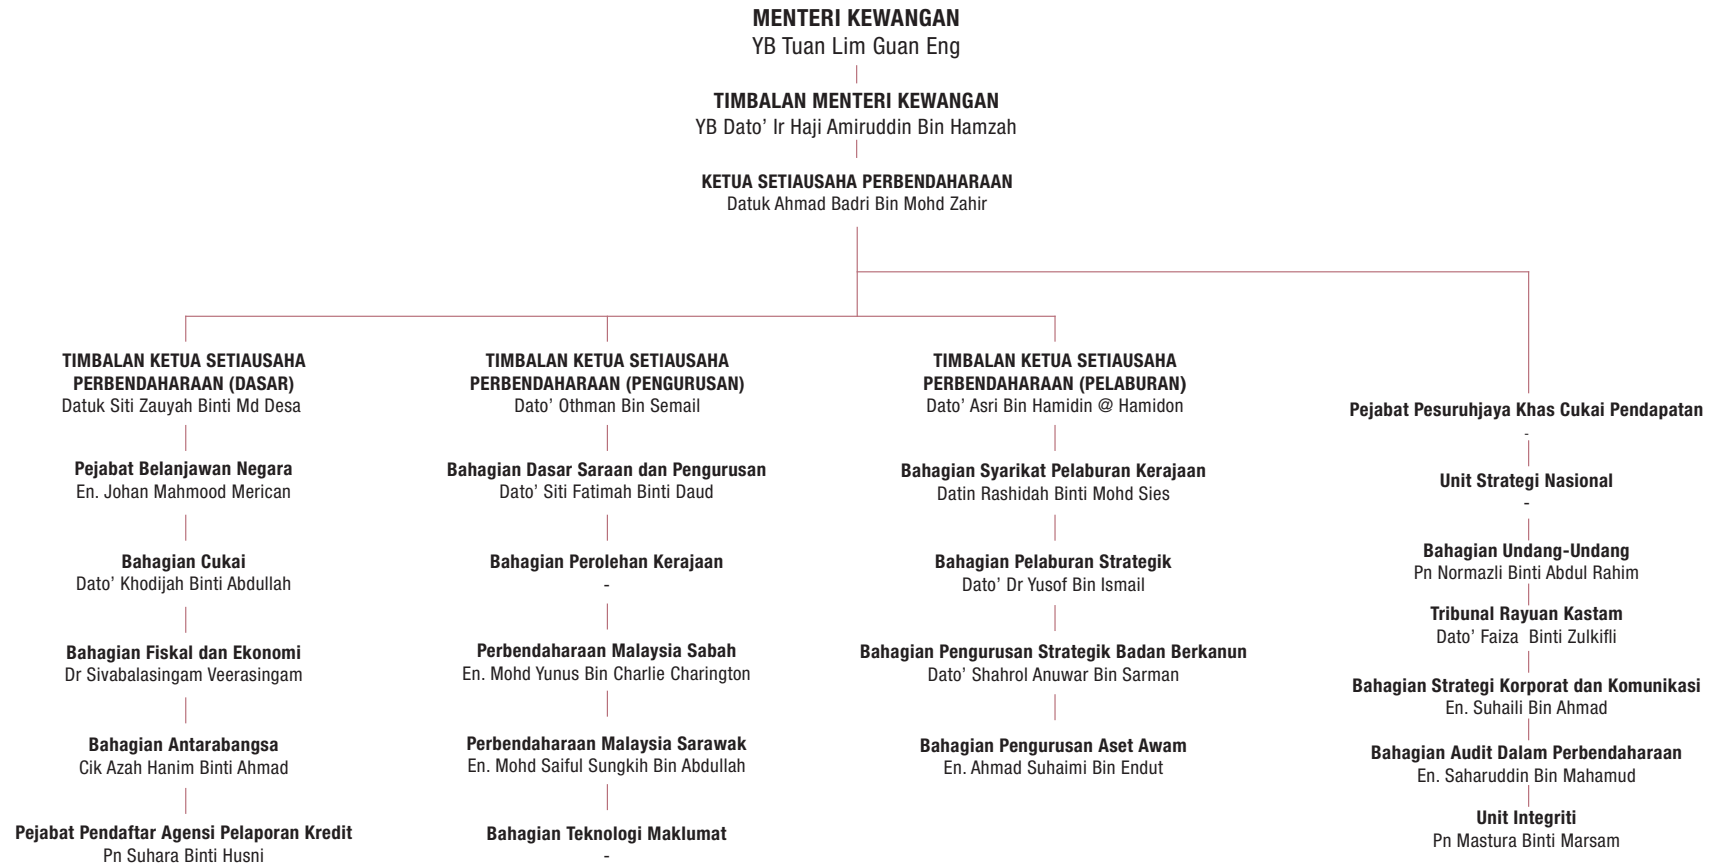 MENTERI KEWANGAN
YB Tuan Lim Guan Eng
TIMBALAN MENTERI KEWANGAN
YB Dato’ Ir Haji Amiruddin Bin Hamzah
KETUA SETIAUSAHA PERBENDAHARAAN
Datuk Ahmad Badri Bin Mohd Zahir
TIMBALAN KETUA SETIAUSAHA
PERBENDAHARAAN (DASAR)
Datuk Siti Zauyah Binti Md Desa
Pejabat Belanjawan Negara
En. Johan Mahmood Merican
Bahagian Cukai
Dato’ Khodijah Binti Abdullah
Bahagian Fiskal dan Ekonomi
Dr Sivabalasingam Veerasingam
Bahagian Antarabangsa
Cik Azah Hanim Binti Ahmad
Pejabat Pendaftar Agensi Pelaporan Kredit
Pn Suhara Binti Husni
TIMBALAN KETUA SETIAUSAHA
PERBENDAHARAAN (PENGURUSAN)
Dato’ Othman Bin Semail
Bahagian Dasar Saraan dan Pengurusan
Dato’ Siti Fatimah Binti Daud
Bahagian Perolehan Kerajaan
-
Perbendaharaan Malaysia Sabah
En. Mohd Yunus Bin Charlie Charington
Perbendaharaan Malaysia Sarawak
En. Mohd Saiful Sungkih Bin Abdullah
Bahagian Teknologi Maklumat
-
TIMBALAN KETUA SETIAUSAHA
PERBENDAHARAAN (PELABURAN)
Dato’ Asri Bin Hamidin @ Hamidon
Bahagian Syarikat Pelaburan Kerajaan
Datin Rashidah Binti Mohd Sies
Bahagian Pelaburan Strategik
Dato’ Dr Yusof Bin Ismail
Bahagian Pengurusan Strategik Badan Berkanun
Dato’ Shahrol Anuwar Bin Sarman
Bahagian Pengurusan Aset Awam
En. Ahmad Suhaimi Bin Endut
Pejabat Pesuruhjaya Khas Cukai Pendapatan
-
Unit Strategi Nasional
-
Bahagian Undang-Undang
Pn Normazli Binti Abdul Rahim
Tribunal Rayuan Kastam
Dato’ Faiza Binti Zulkifli
Bahagian Strategi Korporat dan Komunikasi
En. Suhaili Bin Ahmad
Bahagian Audit Dalam Perbendaharaan
En. Saharuddin Bin Mahamud
Unit Integriti
Pn Mastura Binti Marsam